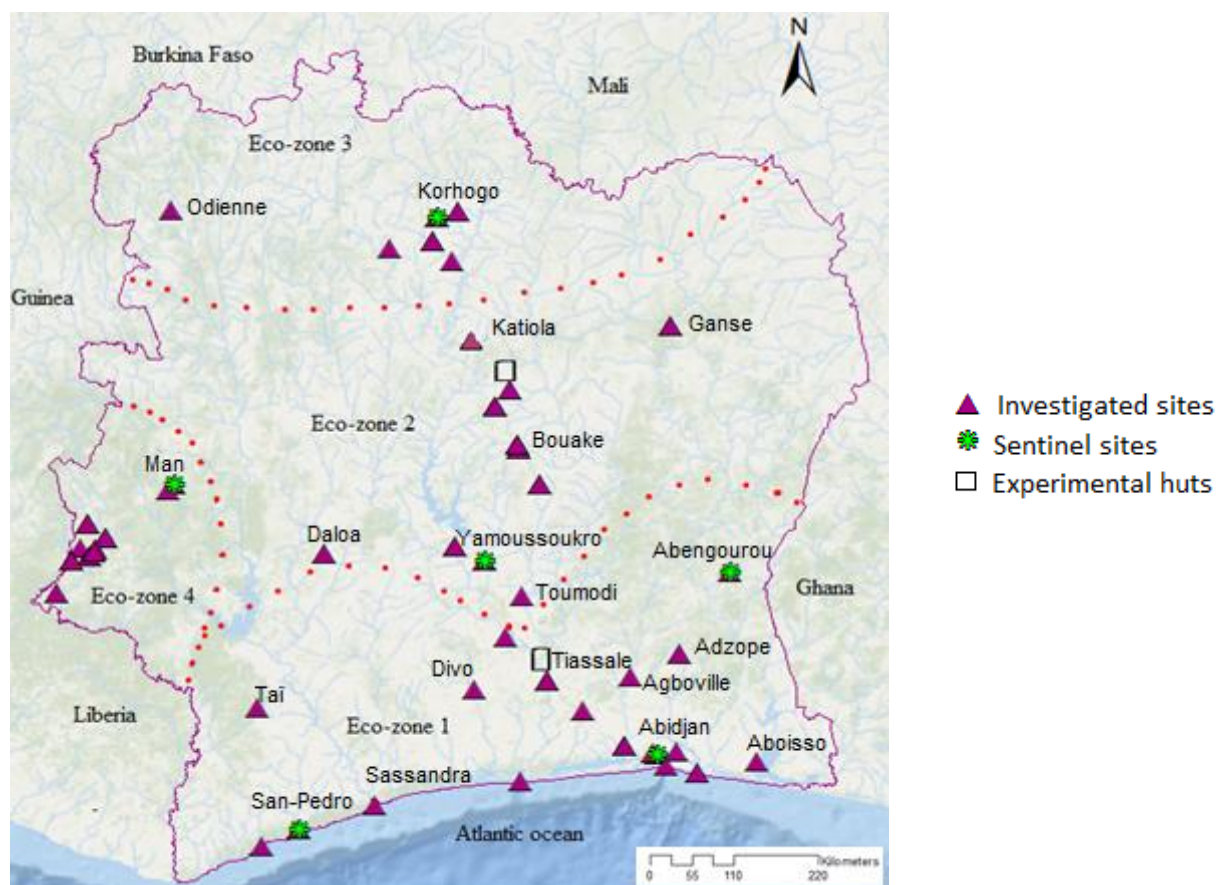 N
Burkina Faso
Mali
Eco-zone 3
Korhogo
Odienne
Guinea
Katiola
Ganse
Eco-zone 2
Bouake
Man
Daloa
Yamoussoukro
Abengourou
Eco-zone 4
Toumodi
Ghana
Adzope
Tiassale
Divo
Agboville
Taï
Liberia
Eco-zone 1
Abidjan
Aboisso
Sassandra
San-Pedro
Atlantic ocean
Kilometers
0 55 110 220
Investigated sites
Sentinel sites
Experimental huts